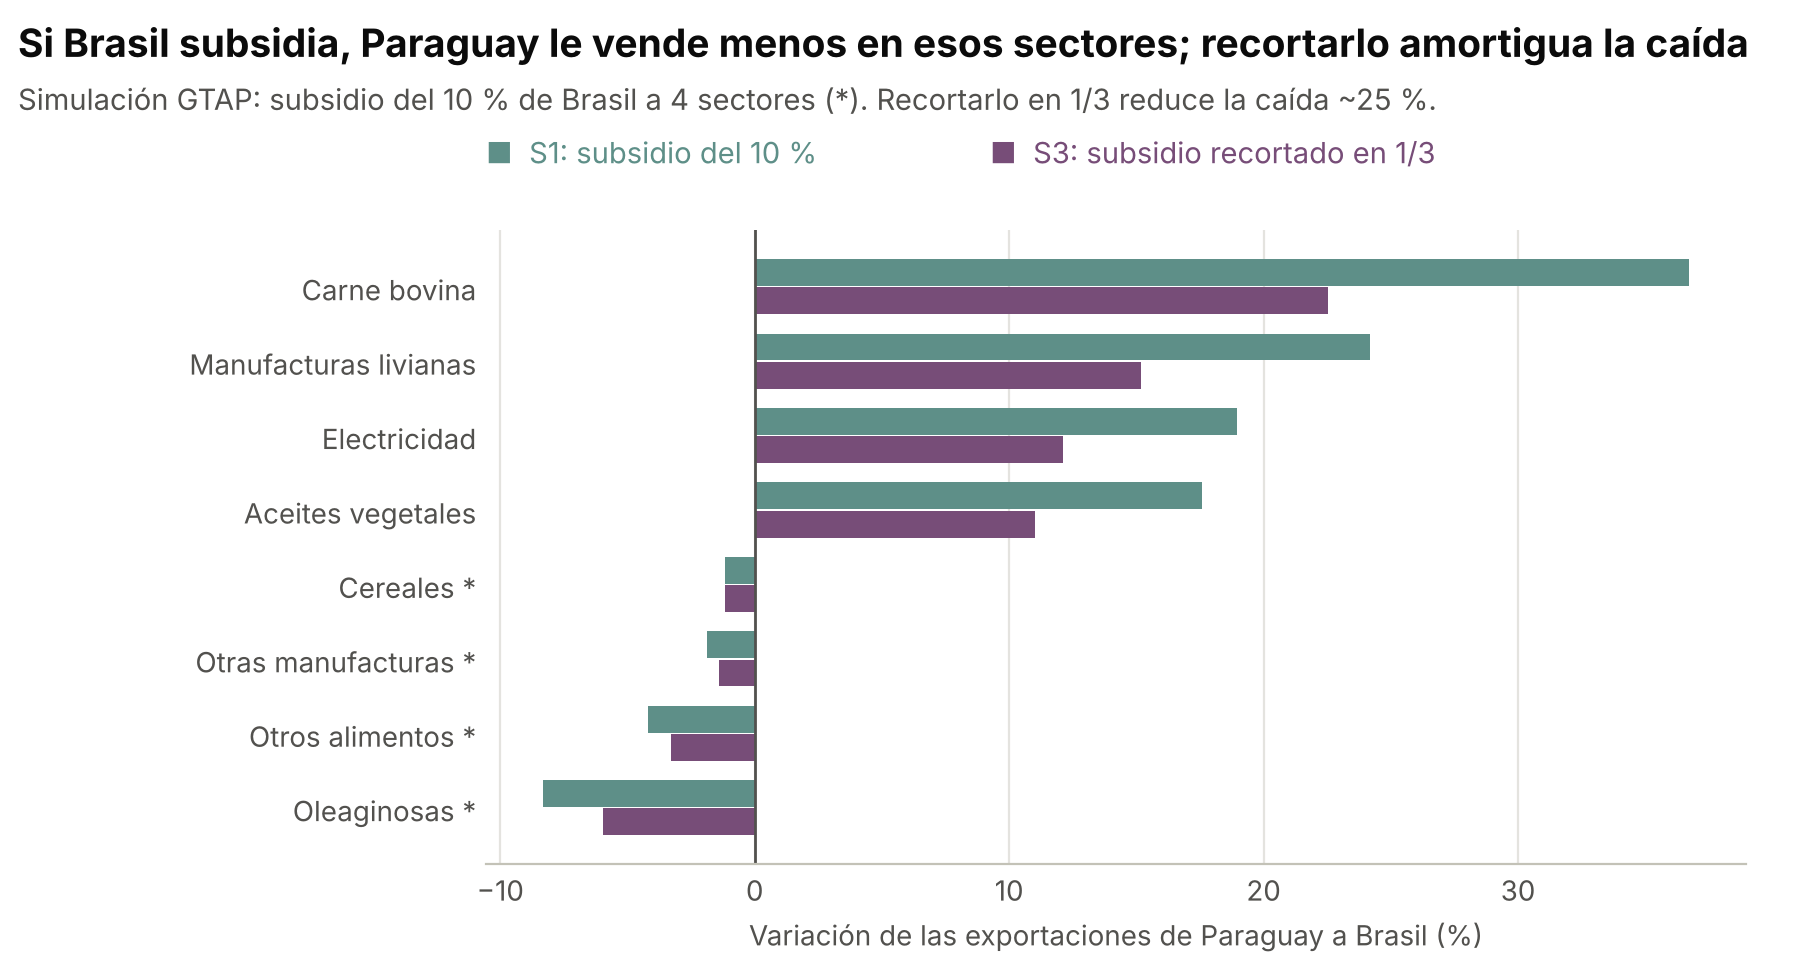 Si Brasil subsidia, Paraguay le vende menos en esos sectores; recortarlo amortigua la caída
Simulación GTAP: subsidio del 10 % de Brasil a 4 sectores (*). Recortarlo en 1/3 reduce la caída ~25 %.
S1: subsidio del 10 %
S3: subsidio recortado en 1/3
Carne bovina
Manufacturas livianas
Electricidad
Aceites vegetales
Cereales *
Otras manufacturas *
Otros alimentos *
Oleaginosas *
−10 0 10 20 30
Variación de las exportaciones de Paraguay a Brasil (%)